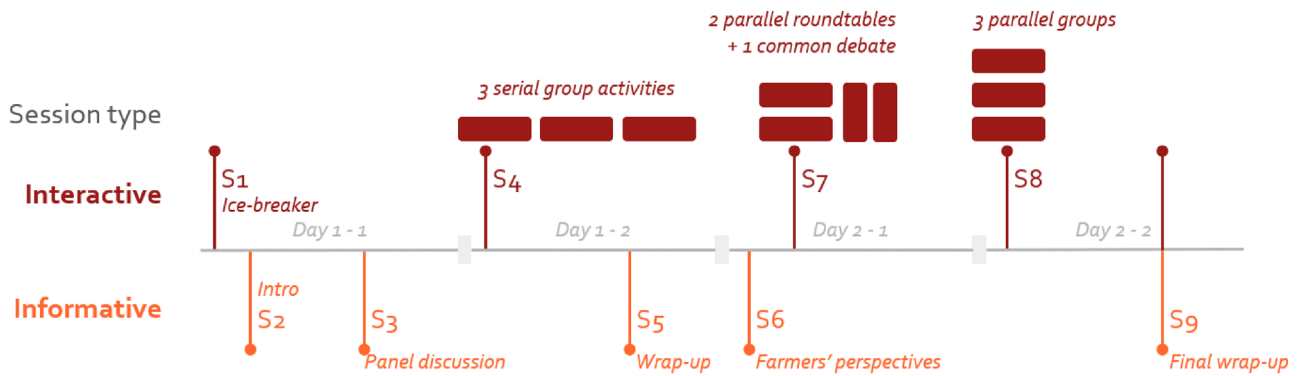 2 parallel roundtables
+ 1 common debate
3 parallel groups
3 serial group activities
Session type
Interactive
S1
Ice-breaker
S4
S7
S8
Day 1 - 1
Day 1 - 2
Day 2 - 1
Day 2 - 2
Informative
Intro
S2
S3
Panel discussion
S5
Wrap-up
S6
Farmers’ perspectives
S9
Final wrap-up